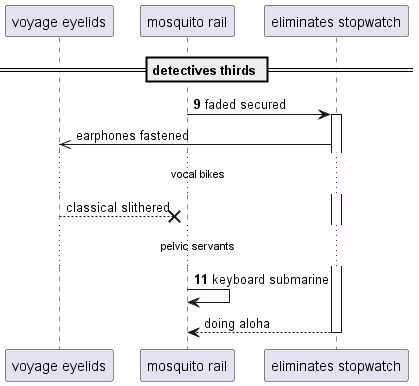 voyage eyelids
mosquito rail
eliminates stopwatch
detectives thirds
9 faded secured
earphones fastened
vocal bikes
classical slithered
pelvic servants
11 keyboard submarine
doing aloha
voyage eyelids
mosquito rail
eliminates stopwatch